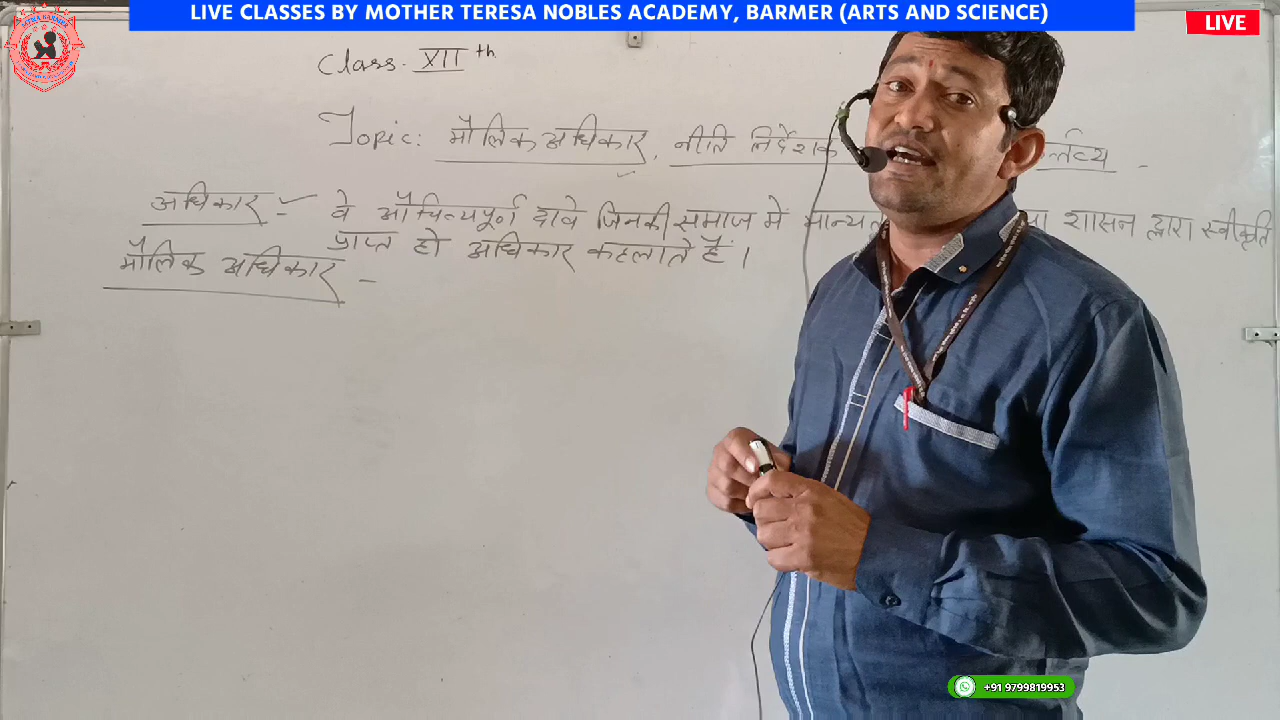 LIVE CLASSES BY MOTHER TERESA NOBLES ACADEMY, BARMER (ARTS AND SCIENCE)
LIVE
Class. XII th
Topic: मौलिक अधिकार, नीति निर्देशक
अधिकार :- वे औचित्यपूर्ण दावे जिनकी समाज में शासन द्वारा स्वीकृति
प्राप्त हो अधिकार कहलाते हैं।
मौलिक अधिकार -
+91 9799819953